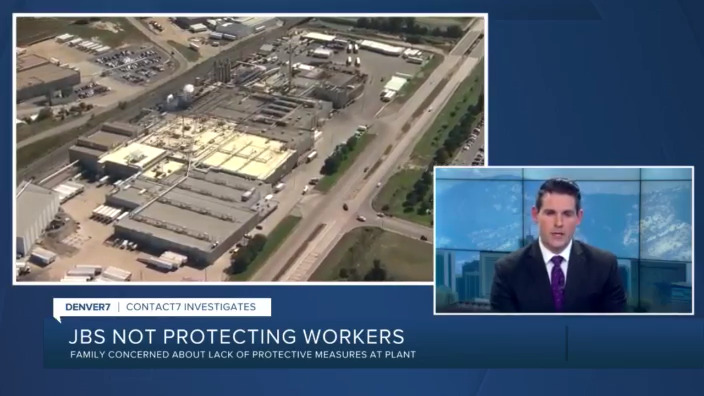 DENVER7 | CONTACT7 INVESTIGATES
JBS NOT PROTECTING WORKERS
FAMILY CONCERNED ABOUT LACK OF PROTECTIVE MEASURES AT PLANT